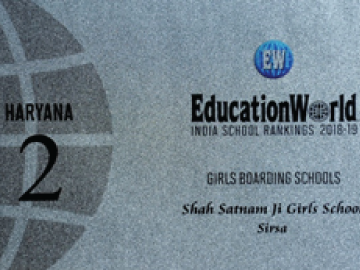 HARYANA
2
EW
EducationWorld
INDIA SCHOOL RANKINGS 2018-19
GIRLS BOARDING SCHOOLS
Shah Satnam Ji Girls School
Sirsa